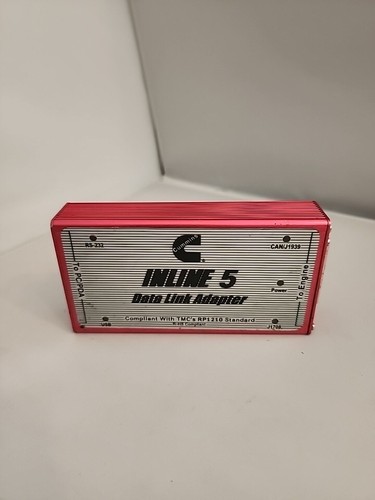 RS-232
CUMMINS
CAN/J1939
INLINE 5
To PC/PDA
Data Link Adapter
Power
To Engine
USB
Compliant With TMC's RP1210 Standard
J1708